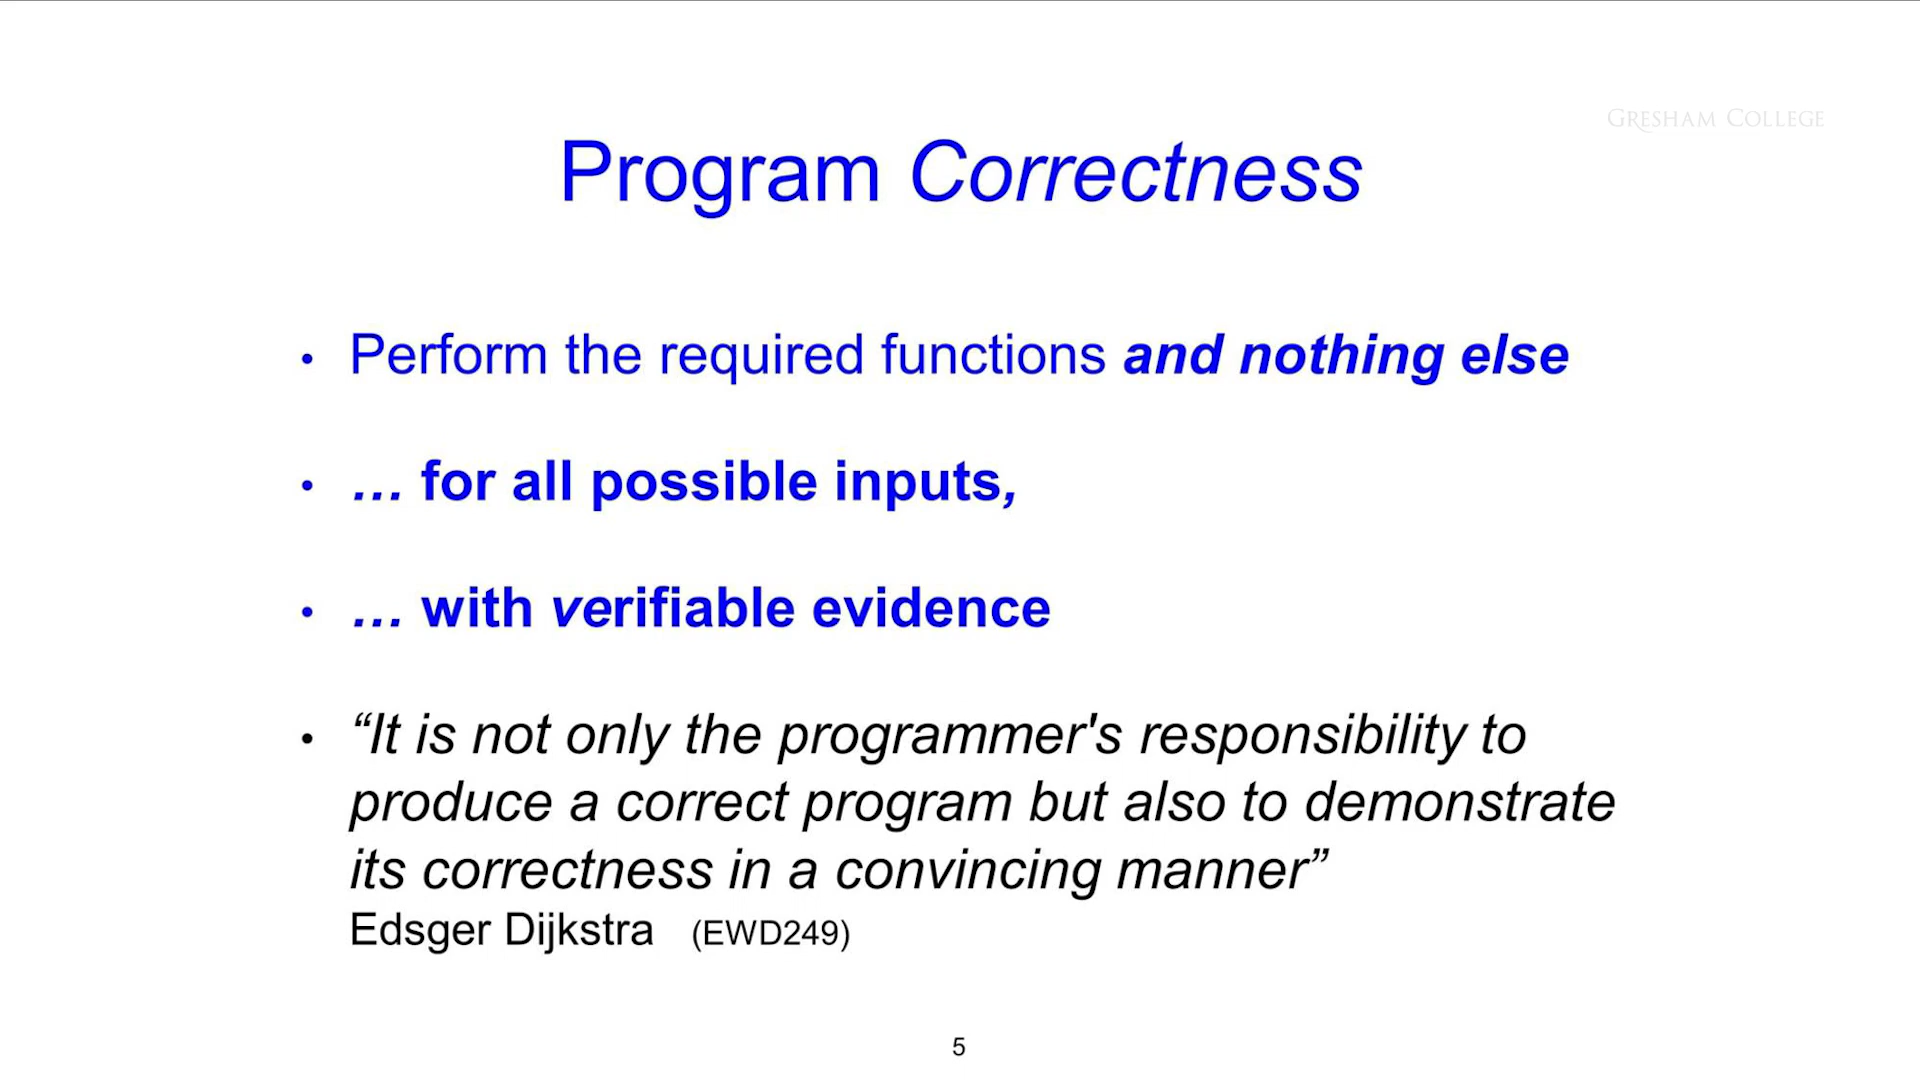 GRESHAM COLLEGE
Program Correctness
• Perform the required functions and nothing else
• … for all possible inputs,
• … with verifiable evidence
• “It is not only the programmer's responsibility to
produce a correct program but also to demonstrate
its correctness in a convincing manner”
Edsger Dijkstra (EWD249)
5